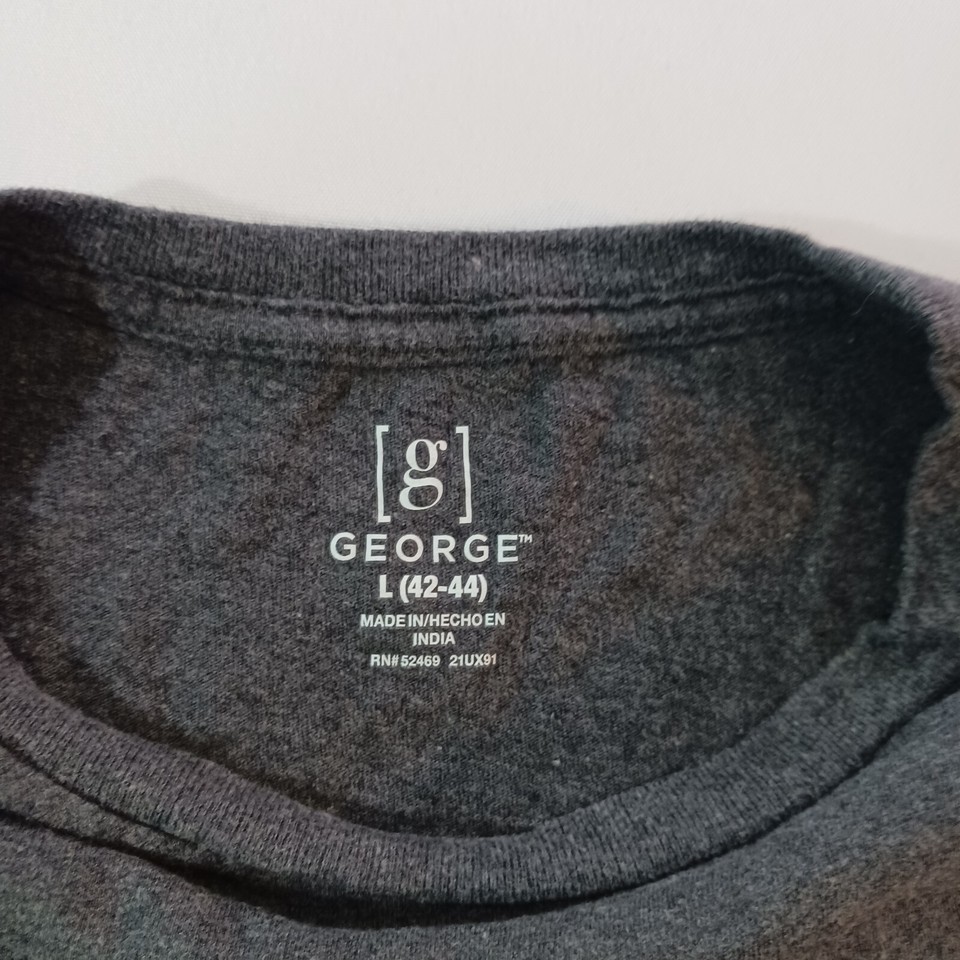 [g]
GEORGE™
L (42-44)
MADE IN/HECHO EN
INDIA
RN# 52469 21UX91